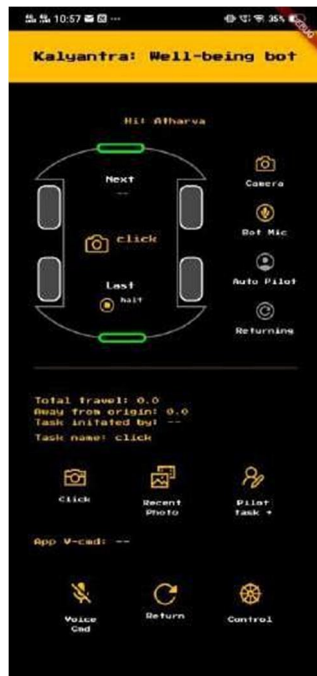 10:57 35%
DEBUG
Kalyantra: Well-being bot
Hi! Atharva
Next
--
Camera
click
Bot Mic
Auto Pilot
Last
halt
Returning
Total travel: 0.0
Away from origin: 0.0
Task initated by: --
Task name: click
Click
Recent
Photo
Pilot
task +
App V-cmd: --
Voice
Cmd
Return
Control